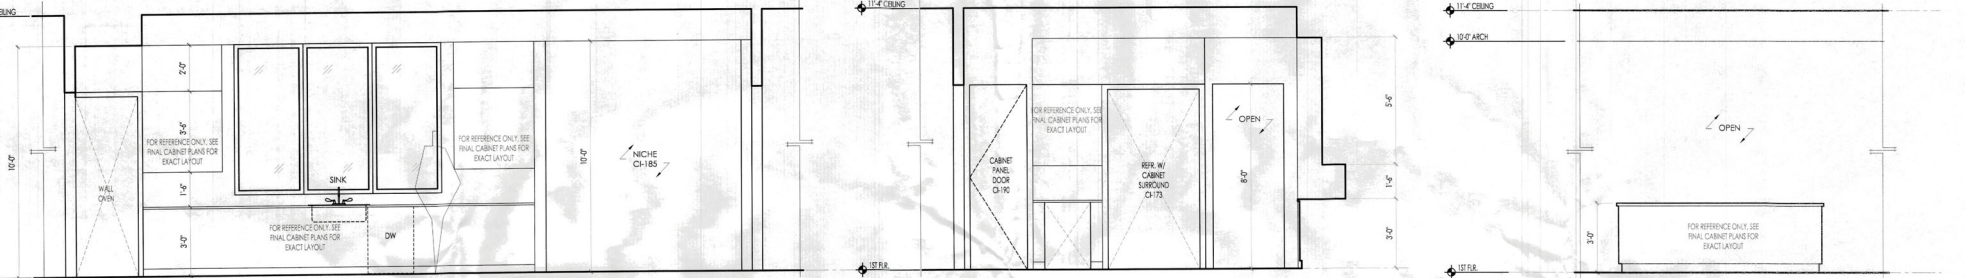 CEILING
10'-0"
WALL
OVEN
2'-0"
3'-6"
1'-6"
3'-0"
FOR REFERENCE ONLY, SEE
FINAL CABINET PLANS FOR
EXACT LAYOUT
SINK
FOR REFERENCE ONLY, SEE
FINAL CABINET PLANS FOR
EXACT LAYOUT
DW
FOR REFERENCE ONLY, SEE
FINAL CABINET PLANS FOR
EXACT LAYOUT
10'-0"
NICHE
CI-185
11'-4" CEILING
1ST FLR.
CABINET
PANEL
DOOR
CI-190
FOR REFERENCE ONLY, SEE
FINAL CABINET PLANS FOR
EXACT LAYOUT
REFR. W/
CABINET
SURROUND
CI-173
OPEN
8'-0"
5'-6"
1'-6"
3'-0"
11'-4" CEILING
10'-0" ARCH
1ST FLR.
OPEN
3'-0"
FOR REFERENCE ONLY, SEE
FINAL CABINET PLANS FOR
EXACT LAYOUT